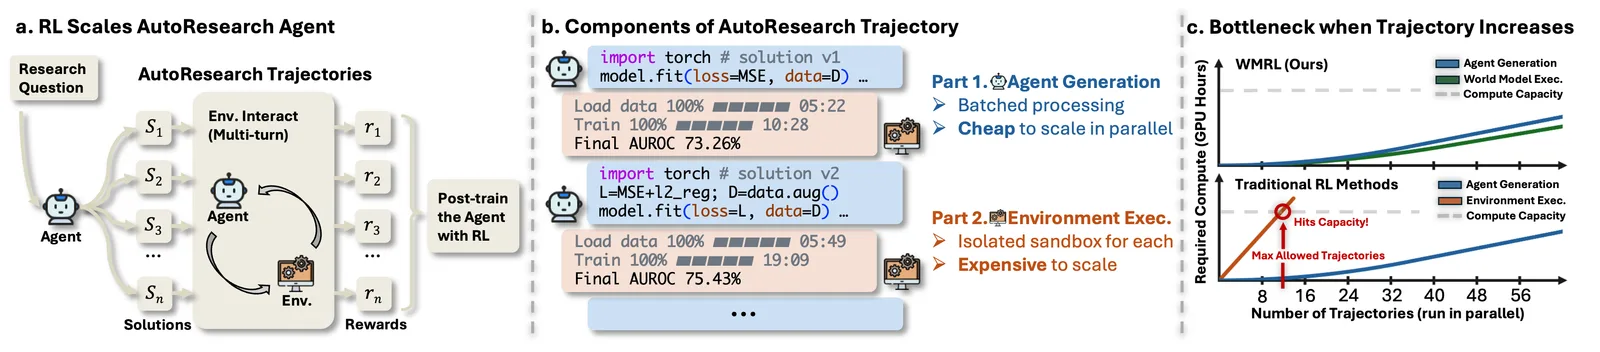 a. RL Scales AutoResearch Agent
Research
Question
AutoResearch Trajectories
Env. Interact
(Multi-turn)
S1
S2
S3
...
Sn
Agent
Agent
Env.
r1
r2
r3
...
rn
Solutions
Rewards
Post-train
the Agent
with RL
b. Components of AutoResearch Trajectory
import torch # solution v1
model.fit(loss=MSE, data=D) …
Load data 100% 05:22
Train 100% 10:28
Final AUROC 73.26%
import torch # solution v2
L=MSE+l2_reg; D=data.aug()
model.fit(loss=L, data=D) …
Load data 100% 05:49
Train 100% 19:09
Final AUROC 75.43%
...
Part 1. Agent Generation
➢ Batched processing
➢ Cheap to scale in parallel
Part 2. Environment Exec.
➢ Isolated sandbox for each
➢ Expensive to scale
c. Bottleneck when Trajectory Increases
Required Compute (GPU Hours)
WMRL (Ours)
Agent Generation
World Model Exec.
Compute Capacity
Traditional RL Methods
Agent Generation
Environment Exec.
Compute Capacity
Hits Capacity!
Max Allowed Trajectories
8 16 24 32 40 48 56
Number of Trajectories (run in parallel)